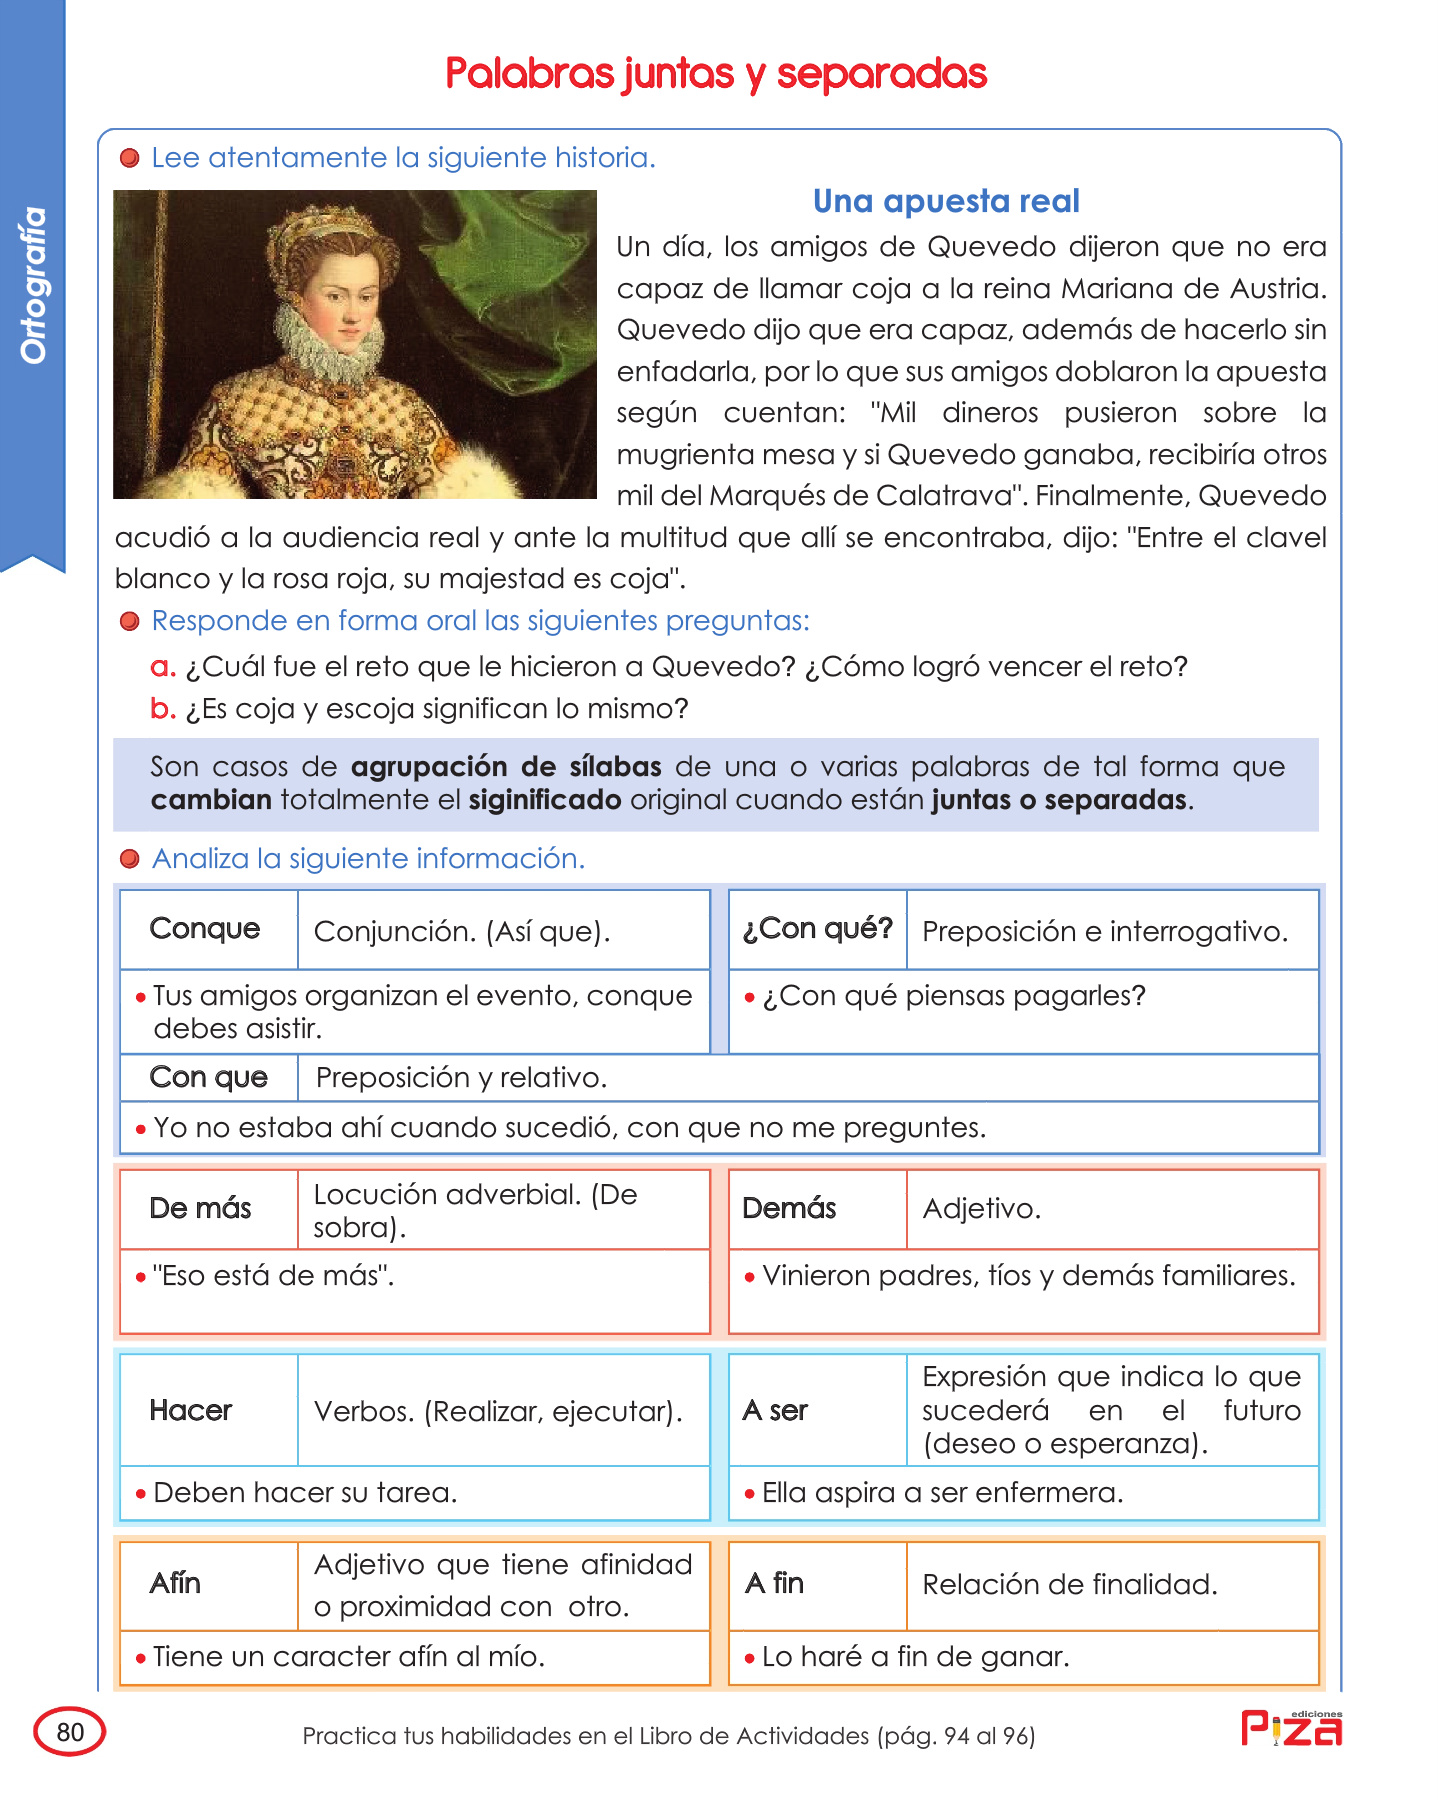 Palabras juntas y separadas
Ortografía
Lee atentamente la siguiente historia.
Una apuesta real
Un día, los amigos de Quevedo dijeron que no era
capaz de llamar coja a la reina Mariana de Austria.
Quevedo dijo que era capaz, además de hacerlo sin
enfadarla, por lo que sus amigos doblaron la apuesta
según cuentan: "Mil dineros pusieron sobre la
mugrienta mesa y si Quevedo ganaba, recibiría otros
mil del Marqués de Calatrava". Finalmente, Quevedo
acudió a la audiencia real y ante la multitud que allí se encontraba, dijo: "Entre el clavel
blanco y la rosa roja, su majestad es coja".
Responde en forma oral las siguientes preguntas:
a. ¿Cuál fue el reto que le hicieron a Quevedo? ¿Cómo logró vencer el reto?
b. ¿Es coja y escoja significan lo mismo?
Son casos de agrupación de sílabas de una o varias palabras de tal forma que
cambian totalmente el siginificado original cuando están juntas o separadas.
Analiza la siguiente información.
Conque
Conjunción. (Así que).
• Tus amigos organizan el evento, conque
debes asistir.
¿Con qué?
Preposición e interrogativo.
• ¿Con qué piensas pagarles?
Con que
Preposición y relativo.
• Yo no estaba ahí cuando sucedió, con que no me preguntes.
De más
Locución adverbial. (De
sobra).
• "Eso está de más".
Demás
Adjetivo.
• Vinieron padres, tíos y demás familiares.
Hacer
Verbos. (Realizar, ejecutar).
• Deben hacer su tarea.
A ser
Expresión que indica lo que
sucederá en el futuro
(deseo o esperanza).
• Ella aspira a ser enfermera.
Afín
Adjetivo que tiene afinidad
o proximidad con otro.
• Tiene un caracter afín al mío.
A fin
Relación de finalidad.
• Lo haré a fin de ganar.
80
Practica tus habilidades en el Libro de Actividades (pág. 94 al 96)
ediciones
Piza